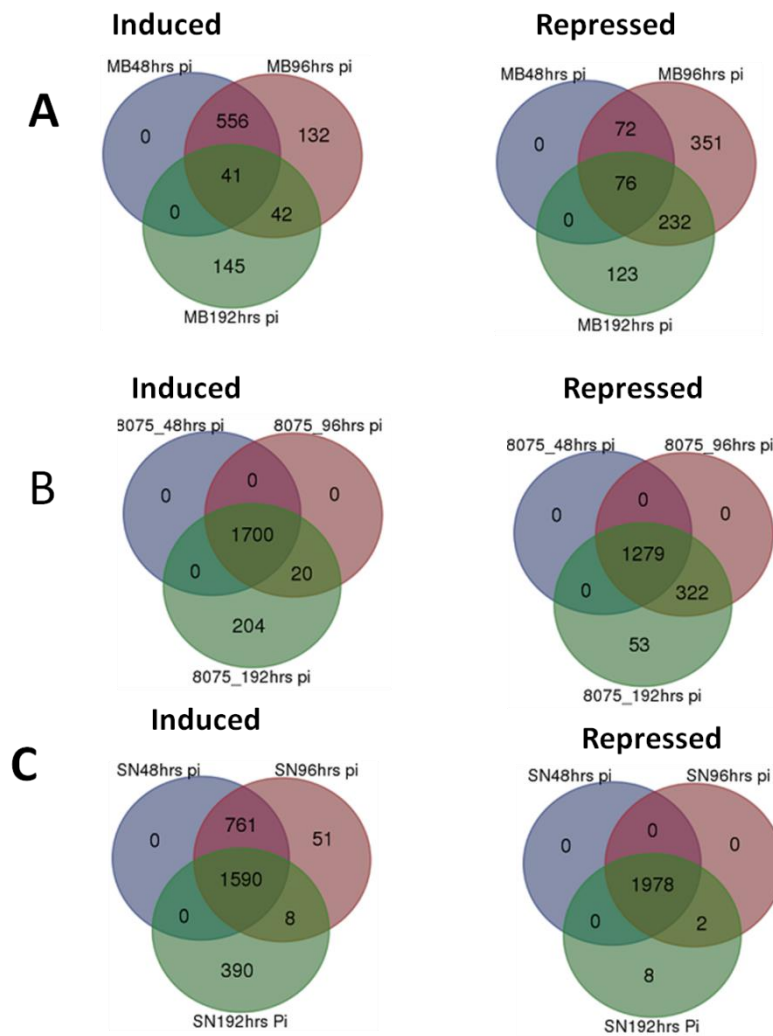 Induced
Repressed
A
MB48hrs pi
MB96hrs pi
MB48hrs pi
MB96hrs pi
0
556
132
0
72
351
41
76
0
42
0
232
145
123
MB192hrs pi
MB192hrs pi
Induced
Repressed
B
8075_48hrs pi
8075_96hrs pi
8075_48hrs pi
8075_96hrs pi
0
0
0
0
0
0
1700
1279
0
20
0
322
204
53
8075_192hrs pi
8075_192hrs pi
Induced
Repressed
C
SN48hrs pi
SN96hrs pi
SN48hrs pi
SN96hrs pi
0
761
51
0
0
0
1590
1978
0
8
0
2
390
8
SN192hrs Pi
SN192hrs Pi